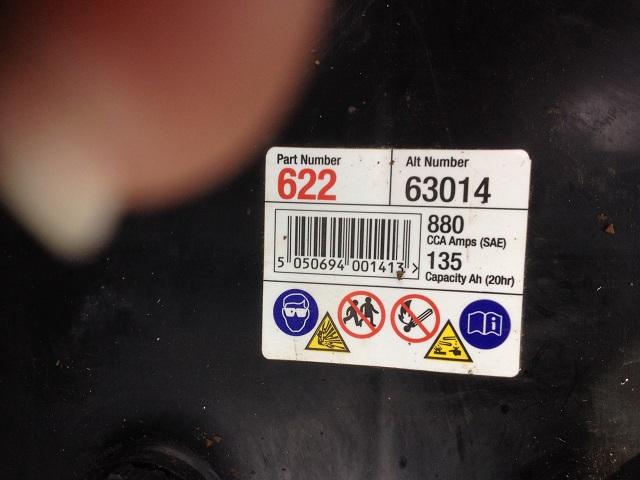 Part Number
622
Alt Number
63014
5 050694 001413 >
880
CCA Amps (SAE)
135
Capacity Ah (20hr)